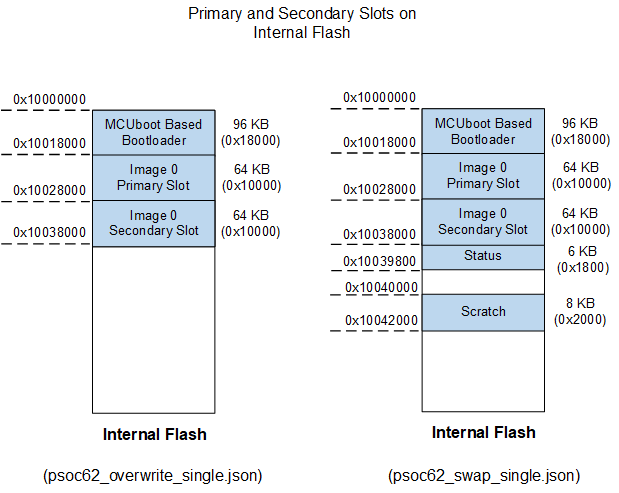 Primary and Secondary Slots on
Internal Flash
0x10000000
MCUboot Based
Bootloader
96 KB
(0x18000)
0x10018000
Image 0
Primary Slot
64 KB
(0x10000)
0x10028000
Image 0
Secondary Slot
64 KB
(0x10000)
0x10038000
Internal Flash
(psoc62_overwrite_single.json)
0x10000000
MCUboot Based
Bootloader
96 KB
(0x18000)
0x10018000
Image 0
Primary Slot
64 KB
(0x10000)
0x10028000
Image 0
Secondary Slot
64 KB
(0x10000)
0x10038000
Status
6 KB
(0x1800)
0x10039800
0x10040000
Scratch
8 KB
(0x2000)
0x10042000
Internal Flash
(psoc62_swap_single.json)